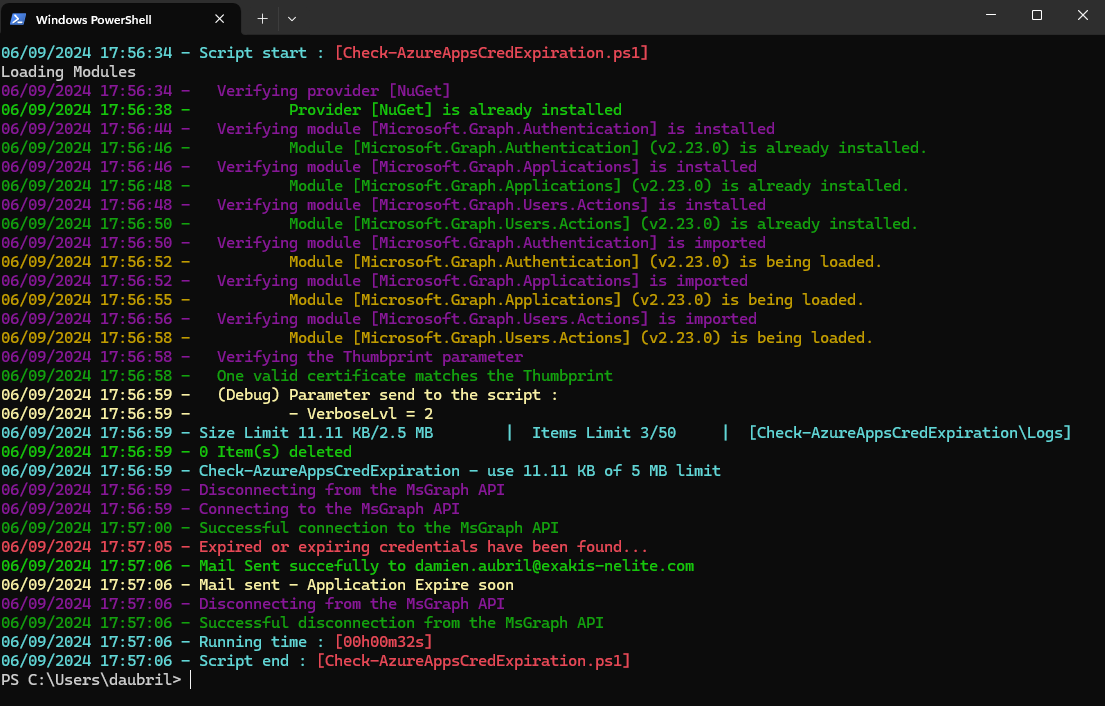 Windows PowerShell
06/09/2024 17:56:34 - Script start : [Check-AzureAppsCredExpiration.ps1]
Loading Modules
06/09/2024 17:56:34 -   Verifying provider [NuGet]
06/09/2024 17:56:38 -           Provider [NuGet] is already installed
06/09/2024 17:56:44 -   Verifying module [Microsoft.Graph.Authentication] is installed
06/09/2024 17:56:46 -           Module [Microsoft.Graph.Authentication] (v2.23.0) is already installed.
06/09/2024 17:56:46 -   Verifying module [Microsoft.Graph.Applications] is installed
06/09/2024 17:56:48 -           Module [Microsoft.Graph.Applications] (v2.23.0) is already installed.
06/09/2024 17:56:48 -   Verifying module [Microsoft.Graph.Users.Actions] is installed
06/09/2024 17:56:50 -           Module [Microsoft.Graph.Users.Actions] (v2.23.0) is already installed.
06/09/2024 17:56:50 -   Verifying module [Microsoft.Graph.Authentication] is imported
06/09/2024 17:56:52 -           Module [Microsoft.Graph.Authentication] (v2.23.0) is being loaded.
06/09/2024 17:56:52 -   Verifying module [Microsoft.Graph.Applications] is imported
06/09/2024 17:56:55 -           Module [Microsoft.Graph.Applications] (v2.23.0) is being loaded.
06/09/2024 17:56:56 -   Verifying module [Microsoft.Graph.Users.Actions] is imported
06/09/2024 17:56:58 -           Module [Microsoft.Graph.Users.Actions] (v2.23.0) is being loaded.
06/09/2024 17:56:58 -   Verifying the Thumbprint parameter
06/09/2024 17:56:58 -   One valid certificate matches the Thumbprint
06/09/2024 17:56:59 -   (Debug) Parameter send to the script :
06/09/2024 17:56:59 -           - VerboseLvl = 2
06/09/2024 17:56:59 - Size Limit 11.11 KB/2.5 MB        |  Items Limit 3/50     |  [Check-AzureAppsCredExpiration\Logs]
06/09/2024 17:56:59 - 0 Item(s) deleted
06/09/2024 17:56:59 - Check-AzureAppsCredExpiration - use 11.11 KB of 5 MB limit
06/09/2024 17:56:59 - Disconnecting from the MsGraph API
06/09/2024 17:56:59 - Connecting to the MsGraph API
06/09/2024 17:57:00 - Successful connection to the MsGraph API
06/09/2024 17:57:05 - Expired or expiring credentials have been found...
06/09/2024 17:57:06 - Mail Sent succefully to damien.aubril@exakis-nelite.com
06/09/2024 17:57:06 - Mail sent - Application Expire soon
06/09/2024 17:57:06 - Disconnecting from the MsGraph API
06/09/2024 17:57:06 - Successful disconnection from the MsGraph API
06/09/2024 17:57:06 - Running time : [00h00m32s]
06/09/2024 17:57:06 - Script end : [Check-AzureAppsCredExpiration.ps1]
PS C:\Users\daubril>